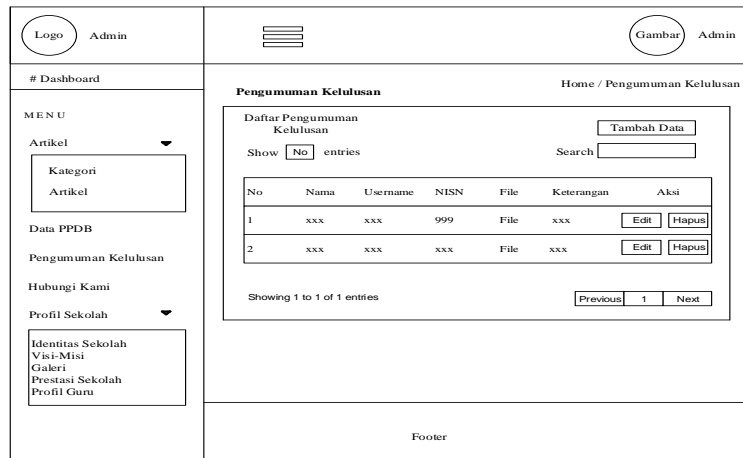 Logo Admin
Gambar Admin
# Dashboard
MENU
Artikel
Kategori
Artikel
Data PPDB
Pengumuman Kelulusan
Hubungi Kami
Profil Sekolah
Identitas Sekolah
Visi-Misi
Galeri
Prestasi Sekolah
Profil Guru
Pengumuman Kelulusan
Home / Pengumuman Kelulusan
Daftar Pengumuman
Kelulusan
Tambah Data
Show No entries
Search
No Nama Username NISN File Keterangan Aksi
1 xxx xxx 999 File xxx Edit Hapus
2 xxx xxx xxx File xxx Edit Hapus
Showing 1 to 1 of 1 entries
Previous 1 Next
Footer